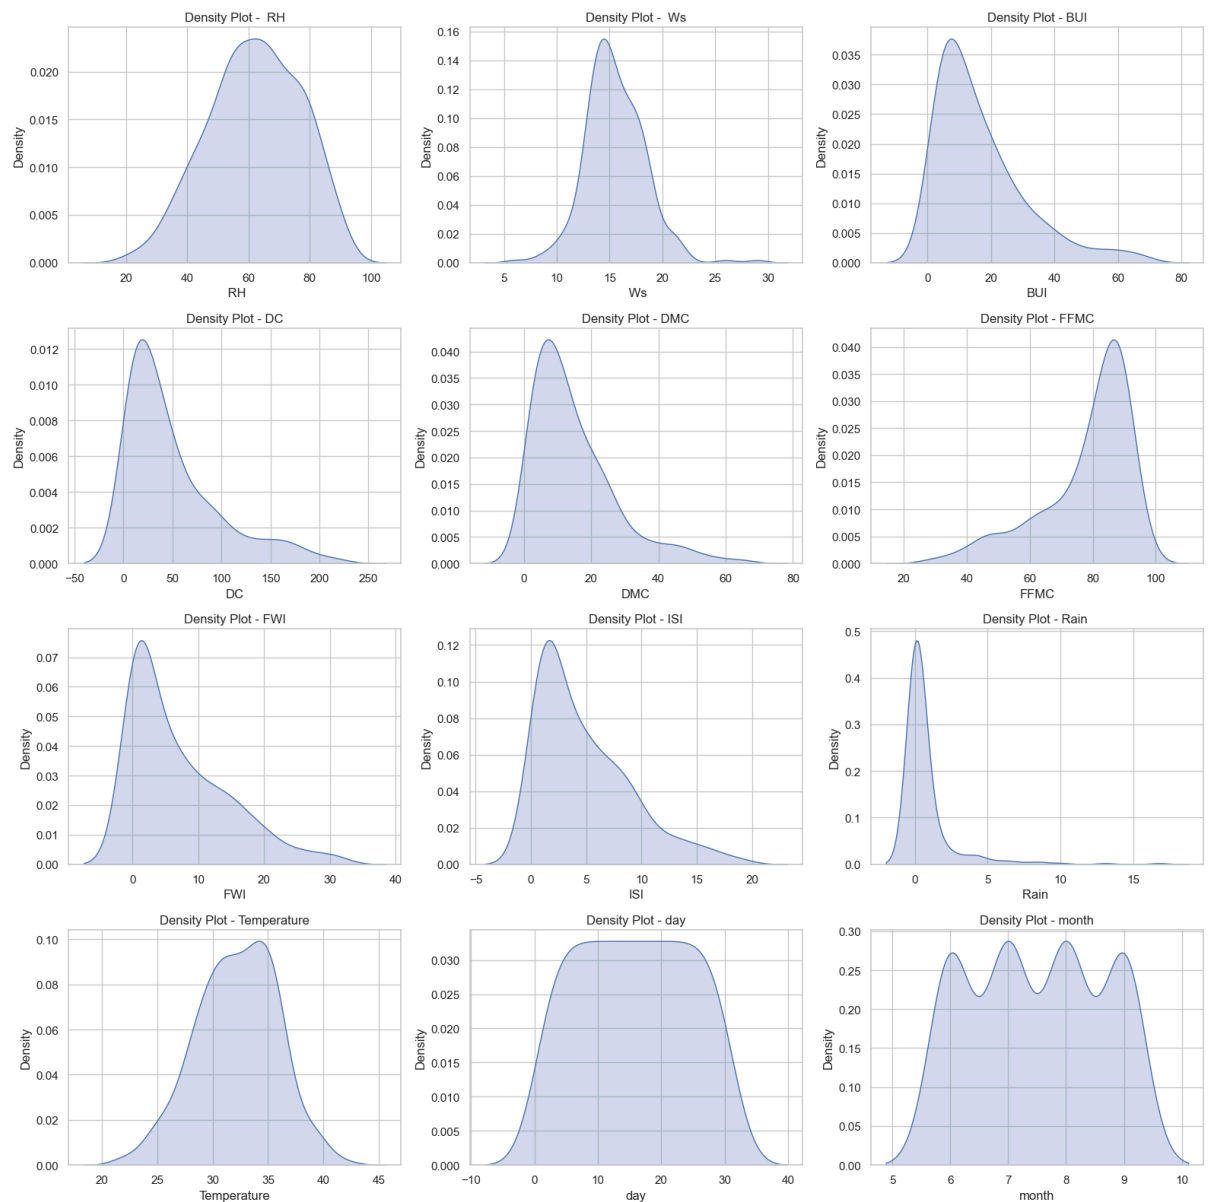 Density Plot -  RH
Density
0.020
0.015
0.010
0.005
0.000
20 40 60 80 100
RH
Density Plot -  Ws
Density
0.16
0.14
0.12
0.10
0.08
0.06
0.04
0.02
0.00
5 10 15 20 25 30
Ws
Density Plot - BUI
Density
0.035
0.030
0.025
0.020
0.015
0.010
0.005
0.000
0 20 40 60 80
BUI
Density Plot - DC
Density
0.012
0.010
0.008
0.006
0.004
0.002
0.000
−50 0 50 100 150 200 250
DC
Density Plot - DMC
Density
0.040
0.035
0.030
0.025
0.020
0.015
0.010
0.005
0.000
0 20 40 60 80
DMC
Density Plot - FFMC
Density
0.040
0.035
0.030
0.025
0.020
0.015
0.010
0.005
0.000
20 40 60 80 100
FFMC
Density Plot - FWI
Density
0.07
0.06
0.05
0.04
0.03
0.02
0.01
0.00
0 10 20 30 40
FWI
Density Plot - ISI
Density
0.12
0.10
0.08
0.06
0.04
0.02
0.00
−5 0 5 10 15 20
ISI
Density Plot - Rain
Density
0.5
0.4
0.3
0.2
0.1
0.0
0 5 10 15
Rain
Density Plot - Temperature
Density
0.10
0.08
0.06
0.04
0.02
0.00
20 25 30 35 40 45
Temperature
Density Plot - day
Density
0.030
0.025
0.020
0.015
0.010
0.005
0.000
−10 0 10 20 30 40
day
Density Plot - month
Density
0.30
0.25
0.20
0.15
0.10
0.05
0.00
5 6 7 8 9 10
month